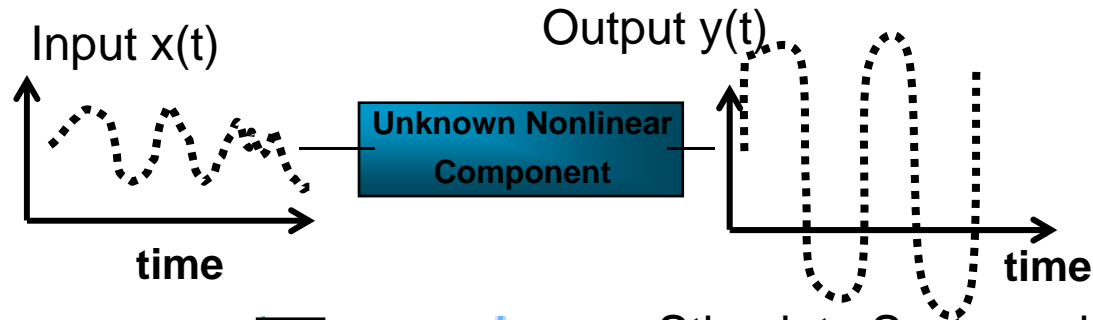 Input x(t)
Output y(t)
Unknown Nonlinear
Component
time
time